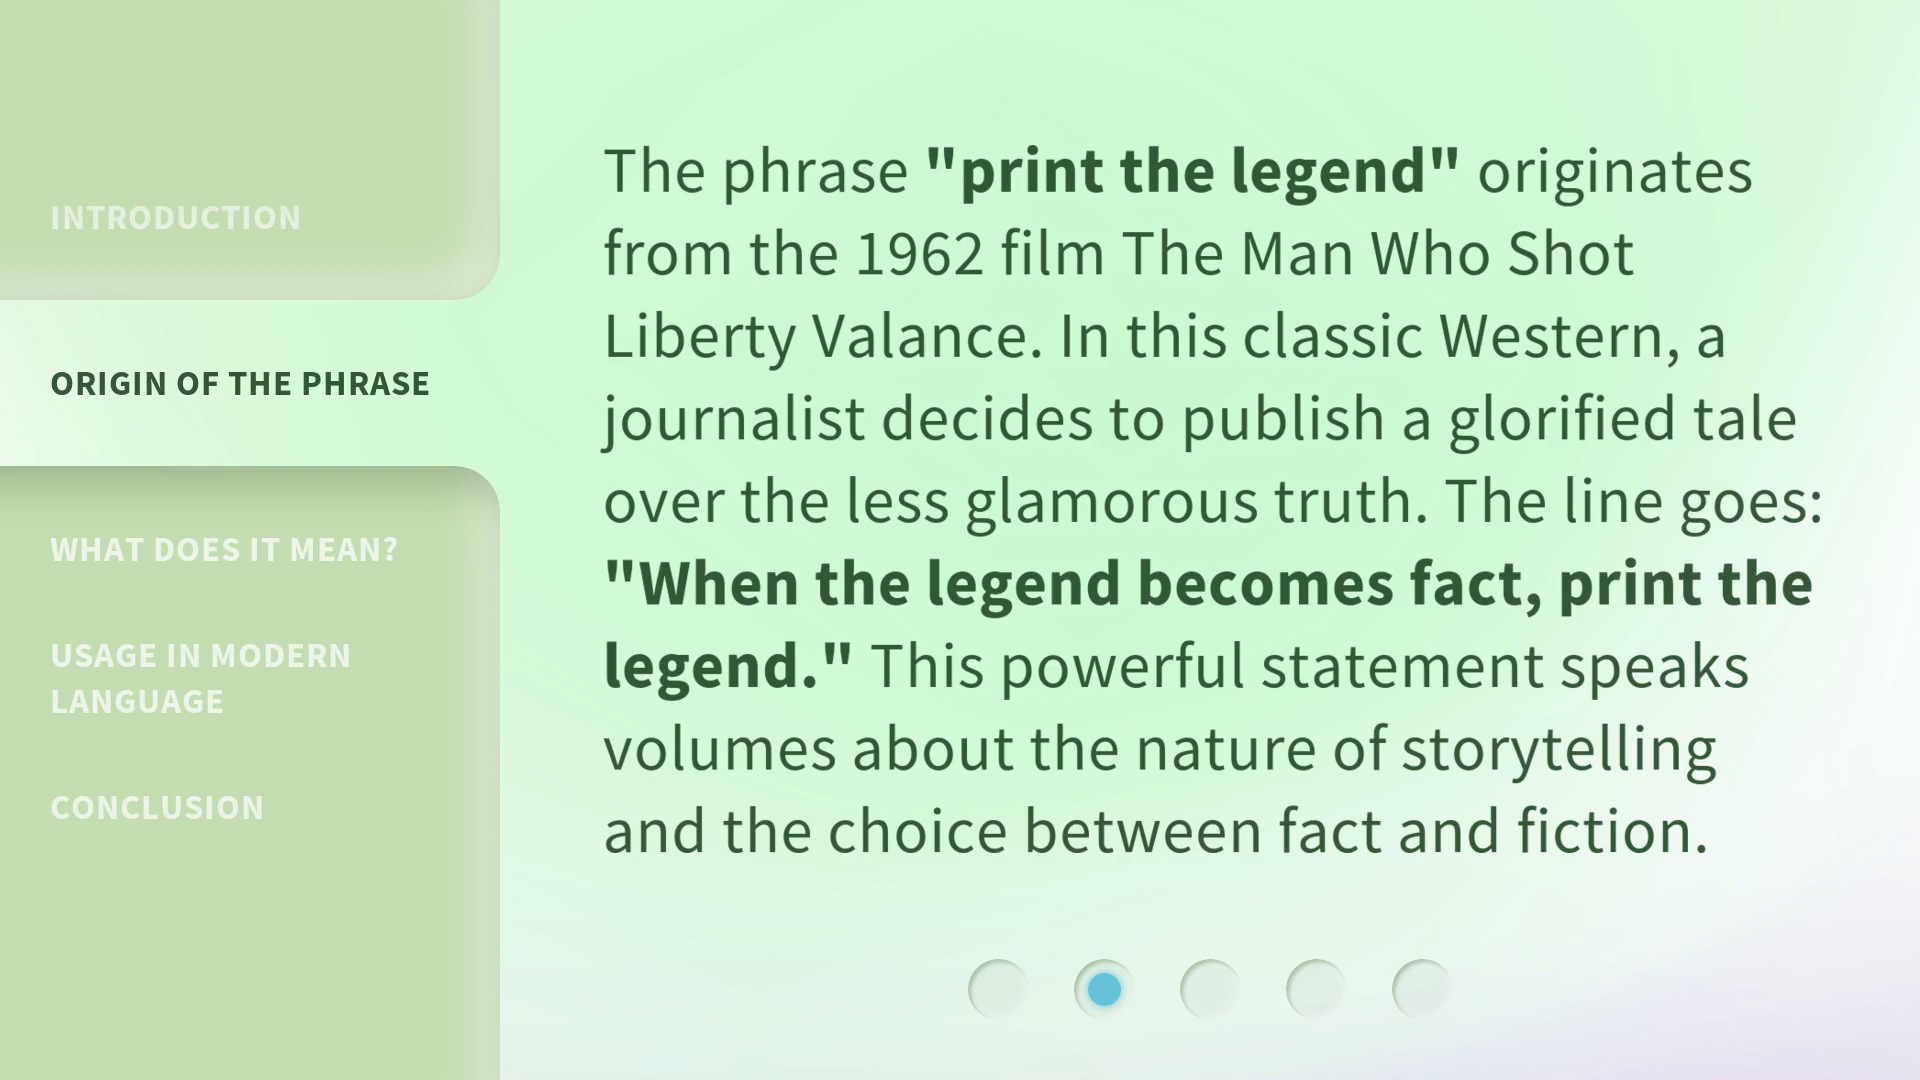 INTRODUCTION
ORIGIN OF THE PHRASE
WHAT DOES IT MEAN?
USAGE IN MODERN
LANGUAGE
CONCLUSION
The phrase "print the legend" originates
from the 1962 film The Man Who Shot
Liberty Valance. In this classic Western, a
journalist decides to publish a glorified tale
over the less glamorous truth. The line goes:
"When the legend becomes fact, print the
legend." This powerful statement speaks
volumes about the nature of storytelling
and the choice between fact and fiction.